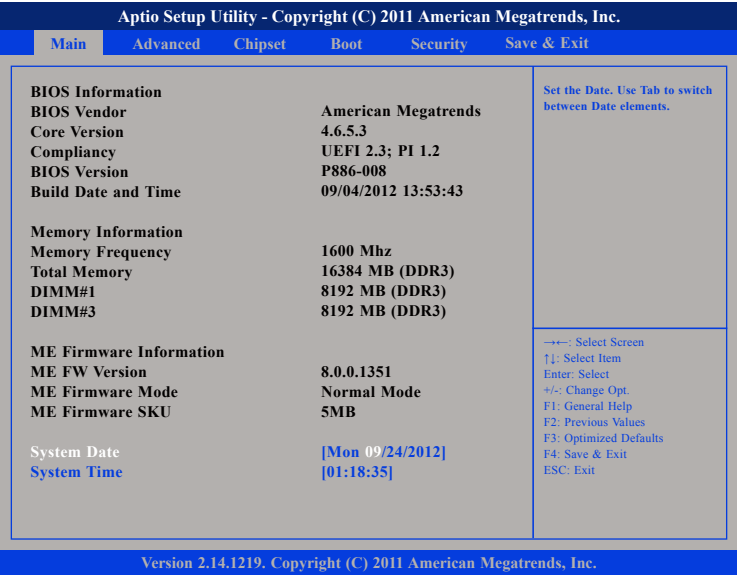 Aptio Setup Utility - Copyright (C) 2011 American Megatrends, Inc.
Main Advanced Chipset Boot Security Save & Exit
BIOS Information
BIOS Vendor American Megatrends
Core Version 4.6.5.3
Compliancy UEFI 2.3; PI 1.2
BIOS Version P886-008
Build Date and Time 09/04/2012 13:53:43
Memory Information
Memory Frequency 1600 Mhz
Total Memory 16384 MB (DDR3)
DIMM#1 8192 MB (DDR3)
DIMM#3 8192 MB (DDR3)
ME Firmware Information
ME FW Version 8.0.0.1351
ME Firmware Mode Normal Mode
ME Firmware SKU 5MB
System Date [Mon 09/24/2012]
System Time [01:18:35]
Set the Date. Use Tab to switch
between Date elements.
→←: Select Screen
↑↓: Select Item
Enter: Select
+/-: Change Opt.
F1: General Help
F2: Previous Values
F3: Optimized Defaults
F4: Save & Exit
ESC: Exit
Version 2.14.1219. Copyright (C) 2011 American Megatrends, Inc.